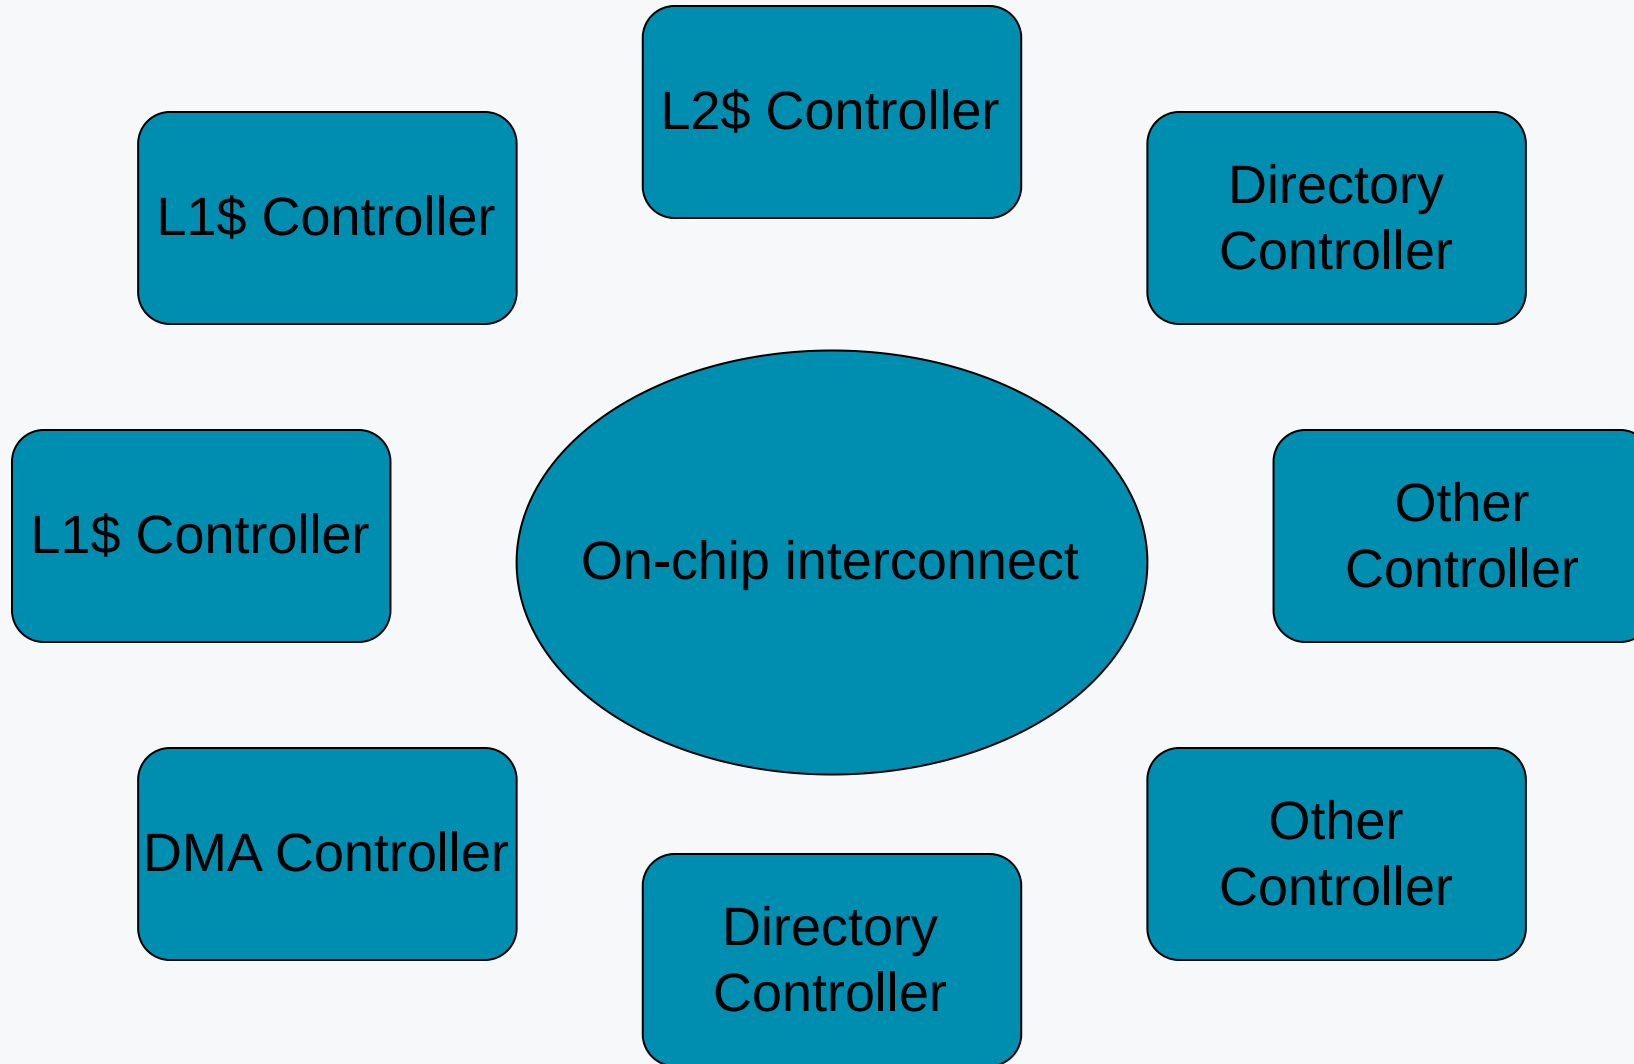 L2$ Controller
L1$ Controller
Directory
Controller
L1$ Controller
On-chip interconnect
Other
Controller
DMA Controller
Other
Controller
Directory
Controller